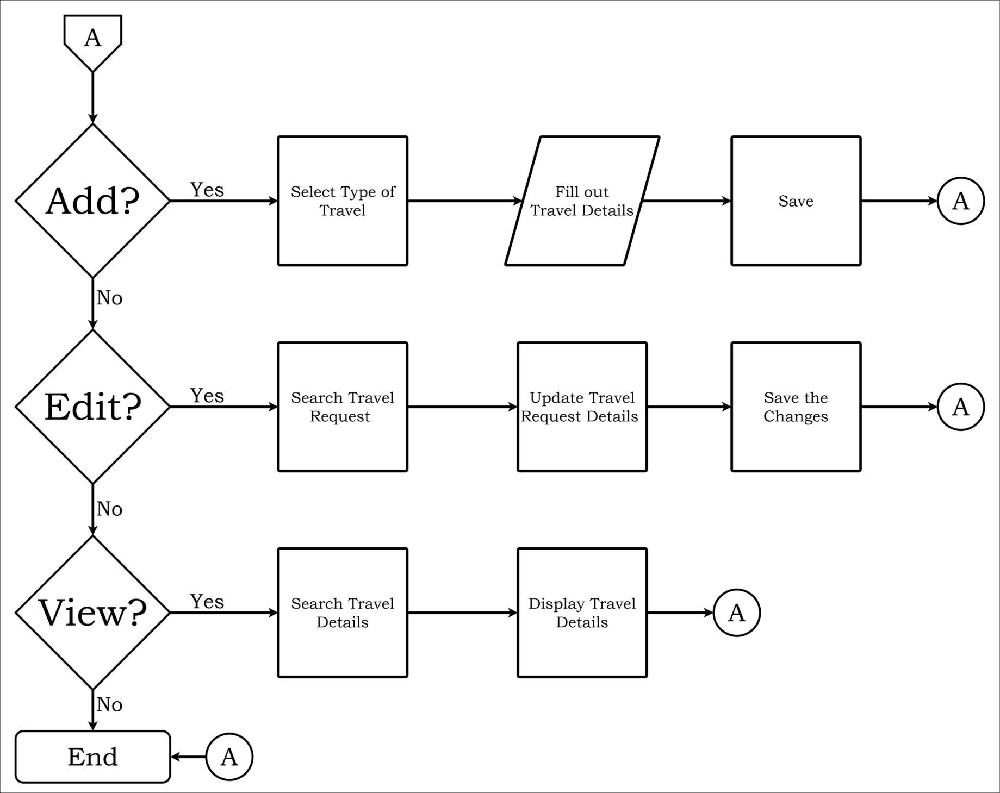 A
Add?
Yes
Select Type of
Travel
Fill out
Travel Details
Save
A
No
Edit?
Yes
Search Travel
Request
Update Travel
Request Details
Save the
Changes
A
No
View?
Yes
Search Travel
Details
Display Travel
Details
A
No
End
A